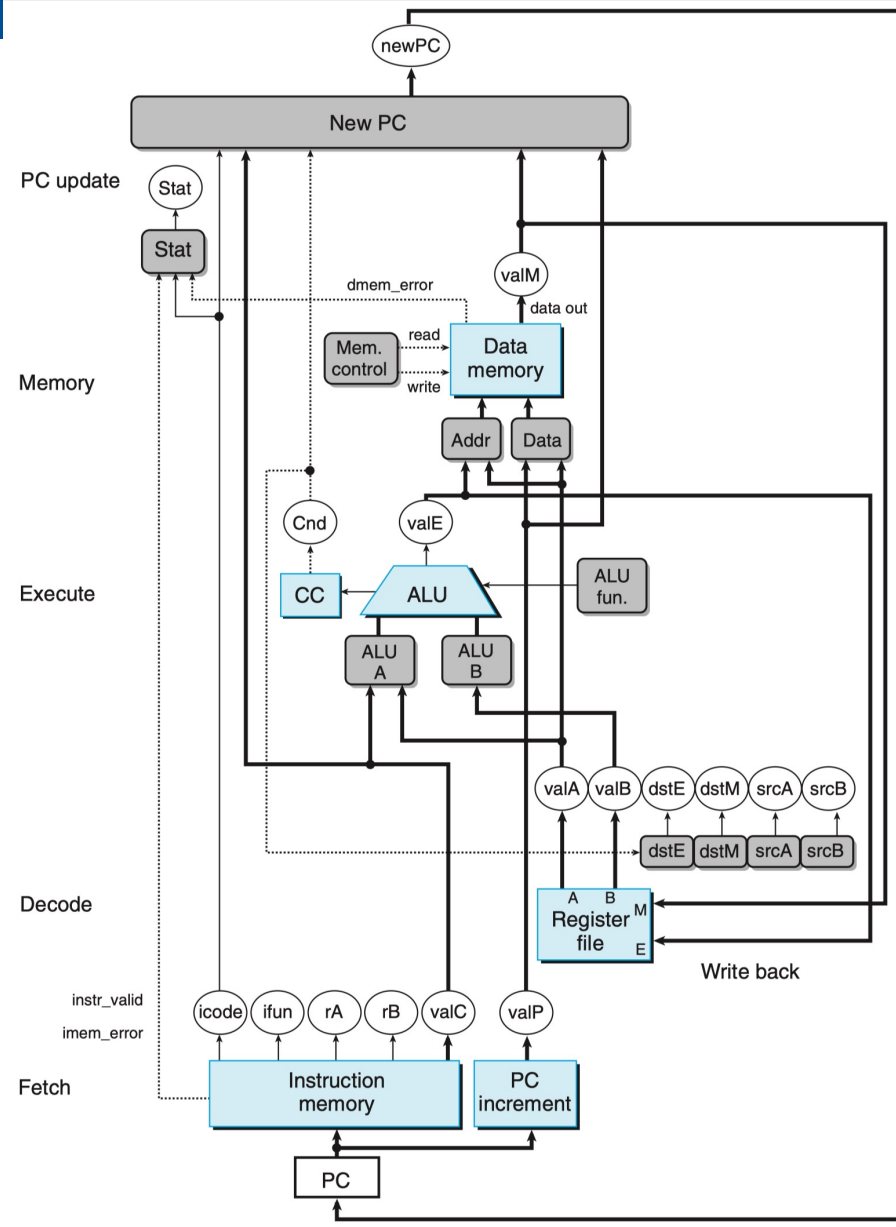 newPC
New PC
PC update
Stat
Stat
valM
dmem_error
data out
read
Mem.
control
Data
memory
Memory
write
Addr
Data
Cnd
valE
Execute
CC
ALU
ALU
fun.
ALU
A
ALU
B
valA
valB
dstE
dstM
srcA
srcB
dstE
dstM
srcA
srcB
Decode
A
B
M
Register
file
E
Write back
instr_valid
icode
ifun
rA
rB
valC
valP
imem_error
Fetch
Instruction
memory
PC
increment
PC